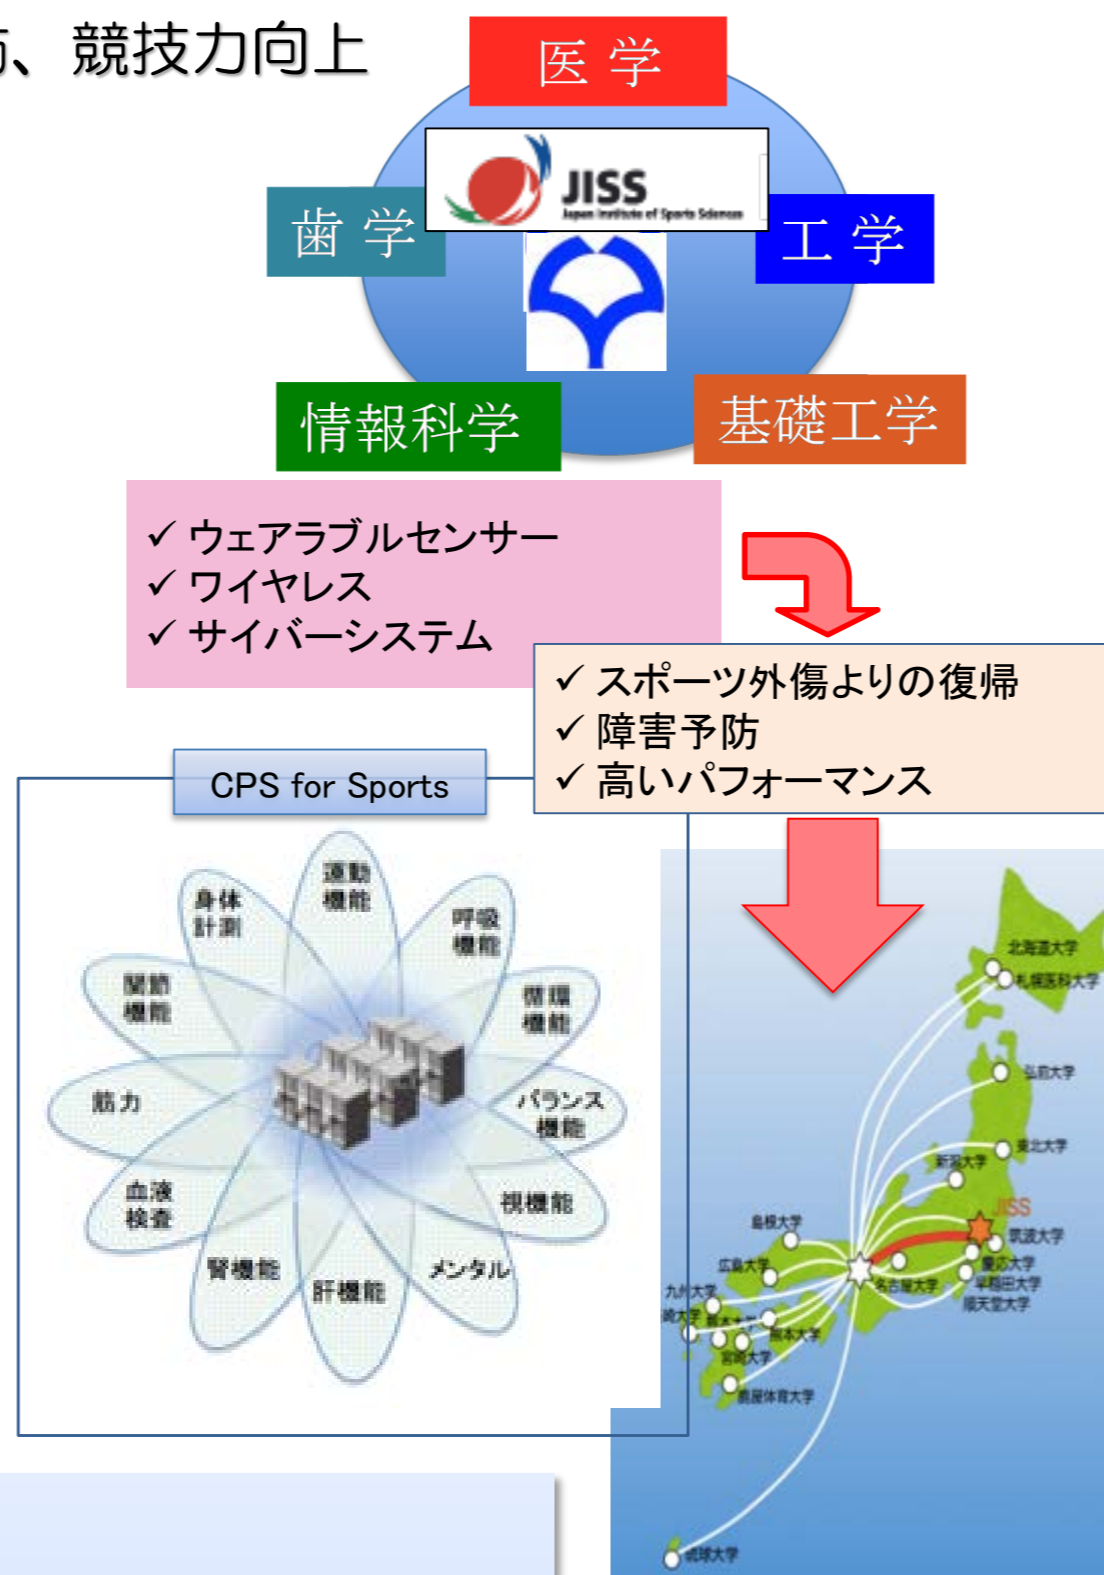 、競技力向上
医学
JISS
Japan Institute of Sports Sciences
歯学
工学
情報科学
基礎工学
✓ ウェアラブルセンサー
✓ ワイヤレス
✓ サイバーシステム
✓ スポーツ外傷よりの復帰
✓ 障害予防
✓ 高いパフォーマンス
CPS for Sports
運動
機能
身体
計測
呼吸
機能
関節
機能
循環
機能
筋力
バランス
機能
血液
検査
視機能
腎機能
肝機能
メンタル
北海道大学
札幌医科大学
弘前大学
東北大学
新潟大学
JISS
島根大学
筑波大学
広島大学
慶応大学
名古屋大学
早稲田大学
順天堂大学
九州大学
崎大学
熊本大学
宮崎大学
鹿屋体育大学
琉球大学